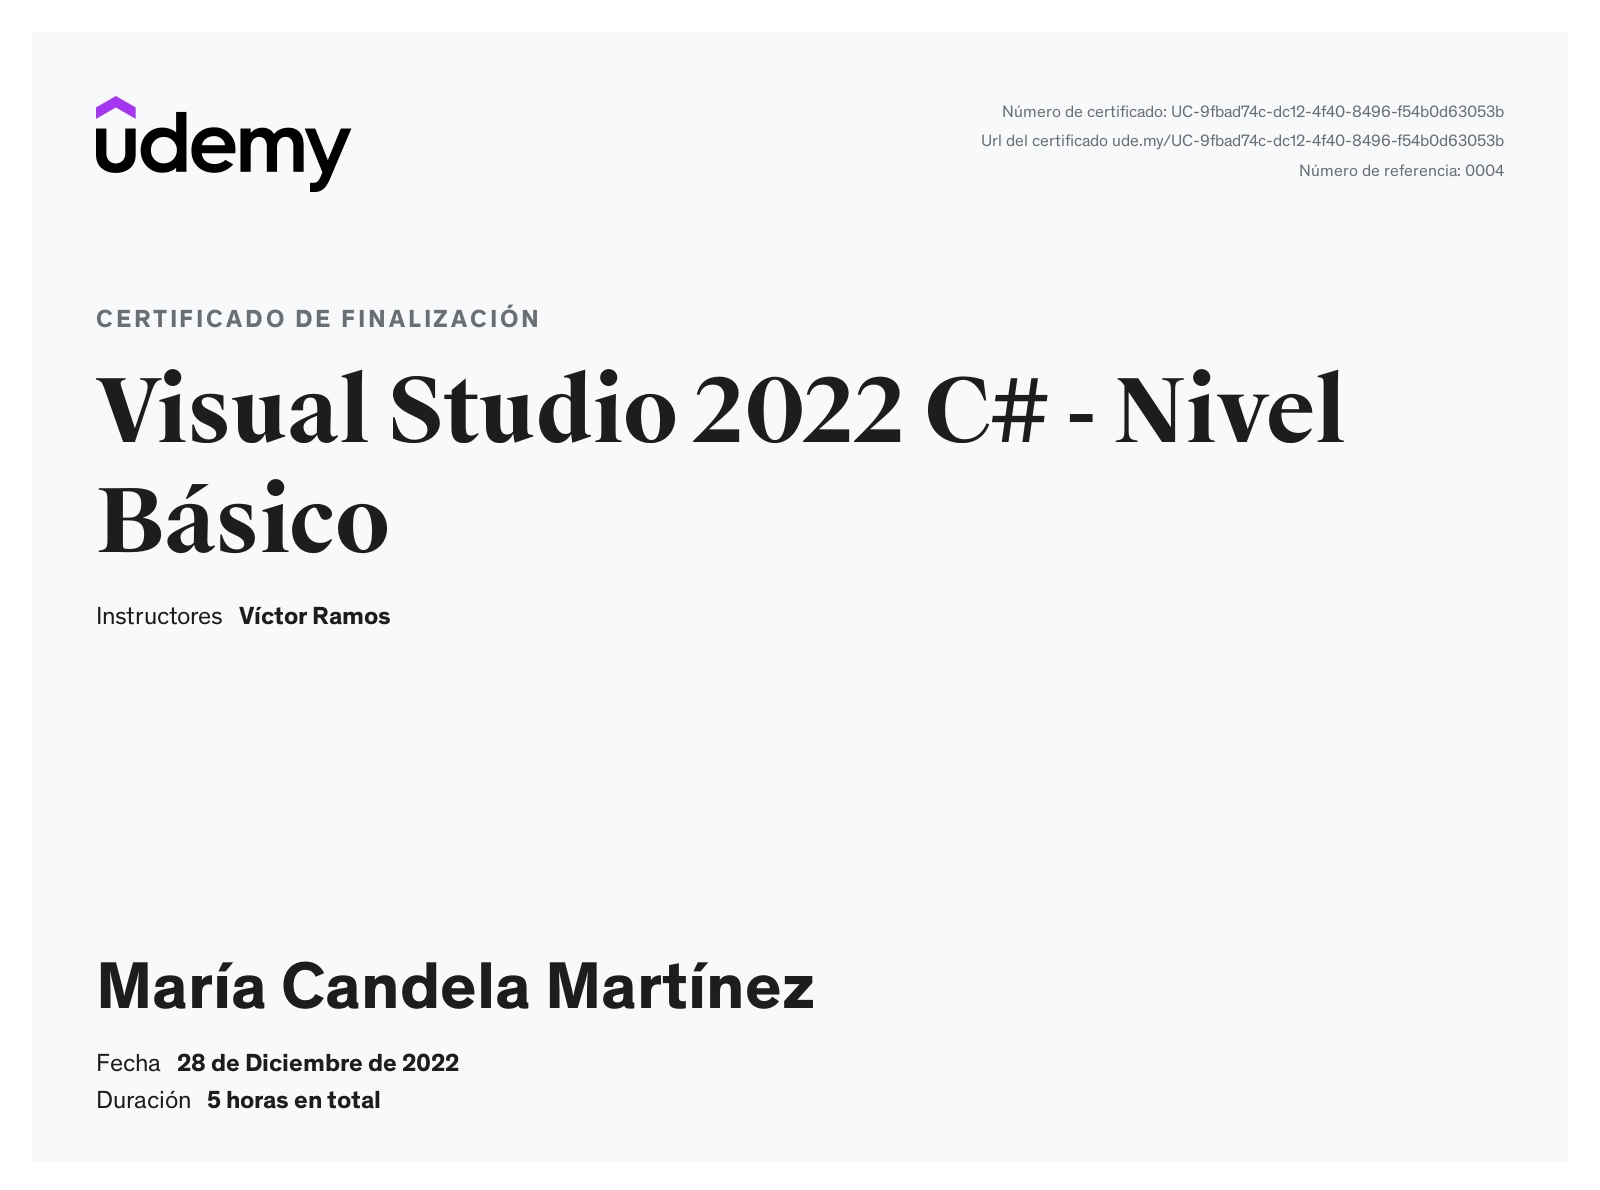 udemy
Número de certificado: UC-9fbad74c-dc12-4f40-8496-f54b0d63053b
Url del certificado ude.my/UC-9fbad74c-dc12-4f40-8496-f54b0d63053b
Número de referencia: 0004
CERTIFICADO DE FINALIZACIÓN
Visual Studio 2022 C# - Nivel
Básico
Instructores Víctor Ramos
María Candela Martínez
Fecha 28 de Diciembre de 2022
Duración 5 horas en total